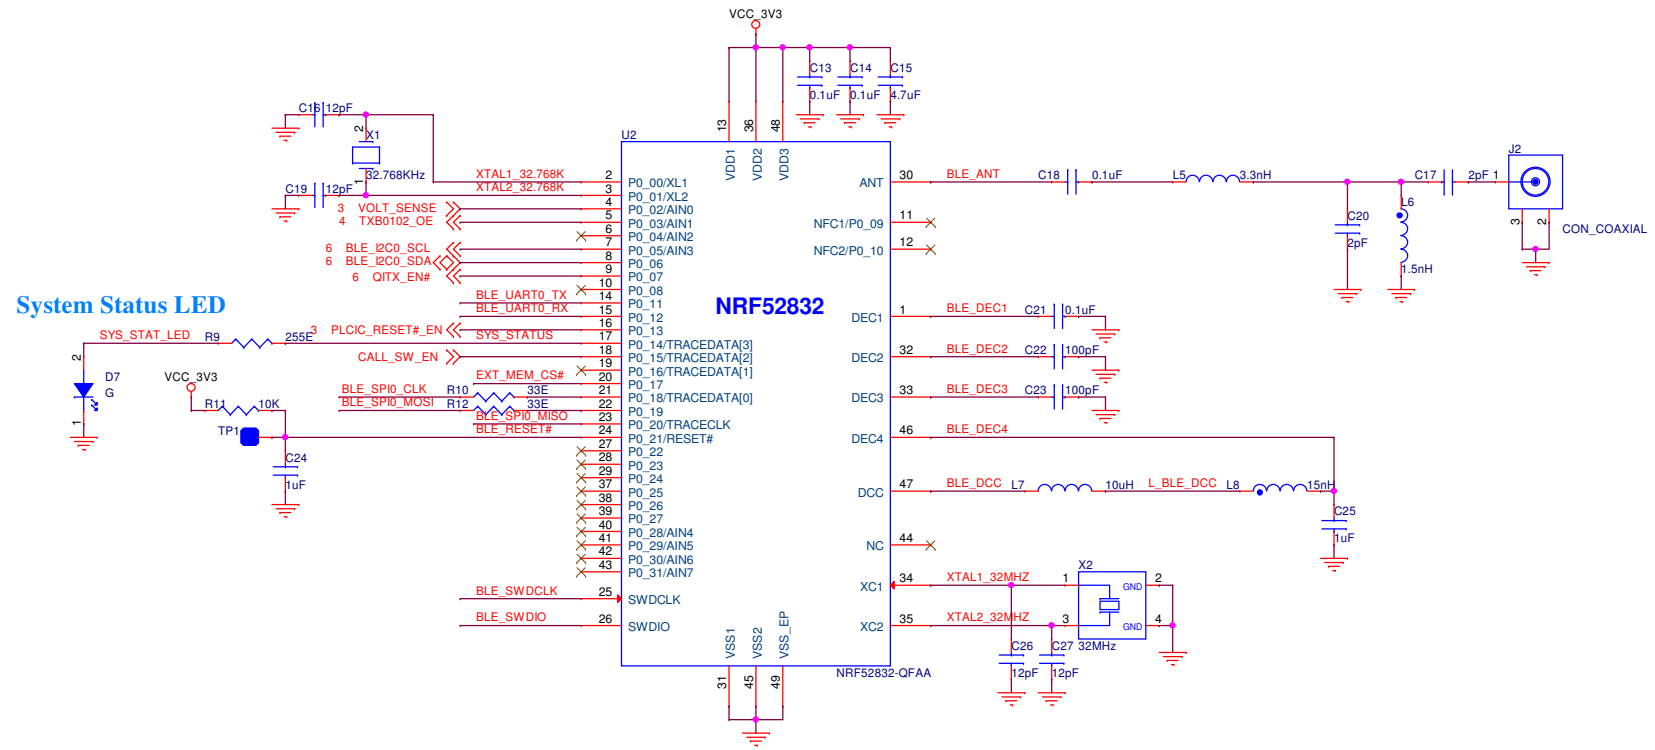 VCC_3V3
C13
C14
C15
0.1uF
0.1uF
4.7uF
13
36
48
VDD1
VDD2
VDD3
C16 12pF
2
X1
32.768KHz
1
C19 12pF
System Status LED
SYS_STAT_LED
R9
255E
2
D7
G
1
VCC_3V3
R11
10K
TP1
C24
1uF
U2
NRF52832
XTAL1_32.768K 2 P0_00/XL1
XTAL2_32.768K 3 P0_01/XL2
3 VOLT_SENSE 4 P0_02/AIN0
4 TXB0102_OE 5 P0_03/AIN1
6 P0_04/AIN2
6 BLE_I2C0_SCL 7 P0_05/AIN3
6 BLE_I2C0_SDA 8 P0_06
6 QITX_EN# 9 P0_07
10 P0_08
BLE_UART0_TX 14 P0_11
BLE_UART0_RX 15 P0_12
3 PLCIC_RESET#_EN 16 P0_13
SYS_STATUS 17 P0_14/TRACEDATA[3]
CALL_SW_EN 18 P0_15/TRACEDATA[2]
19 P0_16/TRACEDATA[1]
EXT_MEM_CS# 20 P0_17
BLE_SPI0_CLK R10 33E 21 P0_18/TRACEDATA[0]
BLE_SPI0_MOSI R12 33E 22 P0_19
BLE_SPI0_MISO 23 P0_20/TRACECLK
BLE_RESET# 24 P0_21/RESET#
27 P0_22
28 P0_23
29 P0_24
37 P0_25
38 P0_26
39 P0_27
40 P0_28/AIN4
41 P0_29/AIN5
42 P0_30/AIN6
43 P0_31/AIN7
BLE_SWDCLK 25 SWDCLK
BLE_SWDIO 26 SWDIO
VSS1
VSS2
VSS_EP
31
45
49
NRF52832-QFAA
ANT 30 BLE_ANT C18 0.1uF L5 3.3nH
C17 2pF 1
J2
3
2
CON_COAXIAL
C20
2pF
L6
1.5nH
NFC1/P0_09 11
NFC2/P0_10 12
DEC1 1 BLE_DEC1 C21 0.1uF
DEC2 32 BLE_DEC2 C22 100pF
DEC3 33 BLE_DEC3 C23 100pF
DEC4 46 BLE_DEC4
DCC 47 BLE_DCC L7 10uH L_BLE_DCC L8 15nH
C25
1uF
NC 44
XC1 34 XTAL1_32MHZ 1
XC2 35 XTAL2_32MHZ 3
X2
GND 2
GND 4
32MHz
C26
12pF
C27
12pF